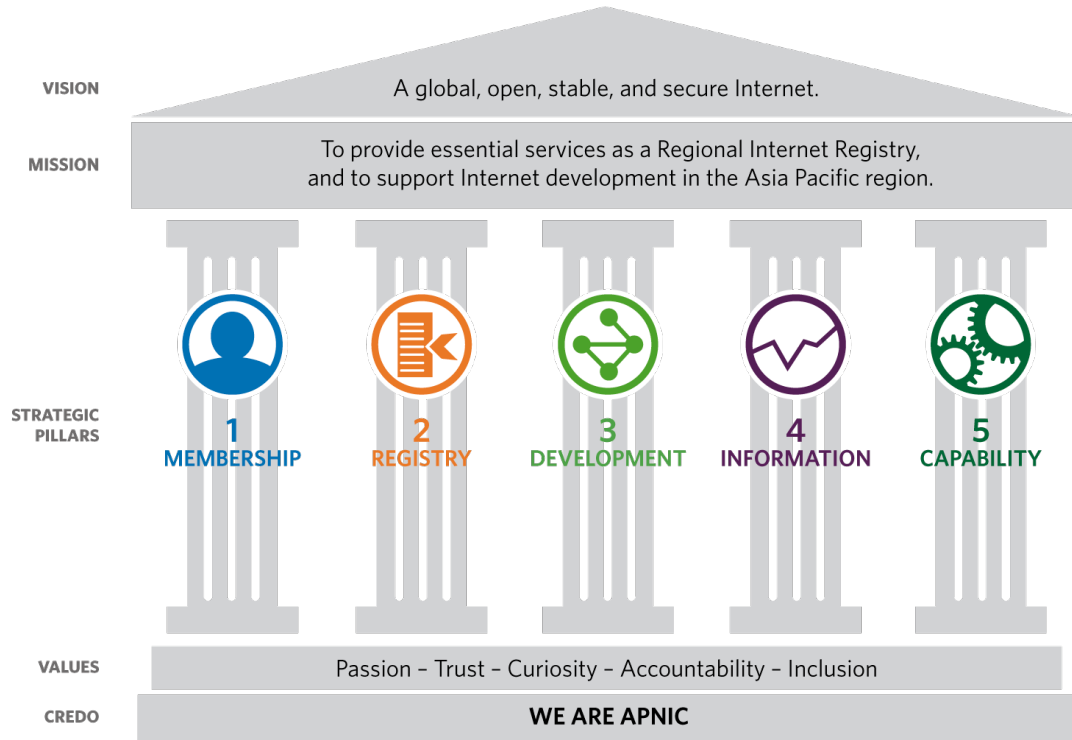 VISION
A global, open, stable, and secure Internet.
MISSION
To provide essential services as a Regional Internet Registry,
and to support Internet development in the Asia Pacific region.
STRATEGIC
PILLARS
1
MEMBERSHIP
2
REGISTRY
3
DEVELOPMENT
4
INFORMATION
5
CAPABILITY
VALUES
Passion – Trust – Curiosity – Accountability – Inclusion
CREDO
WE ARE APNIC